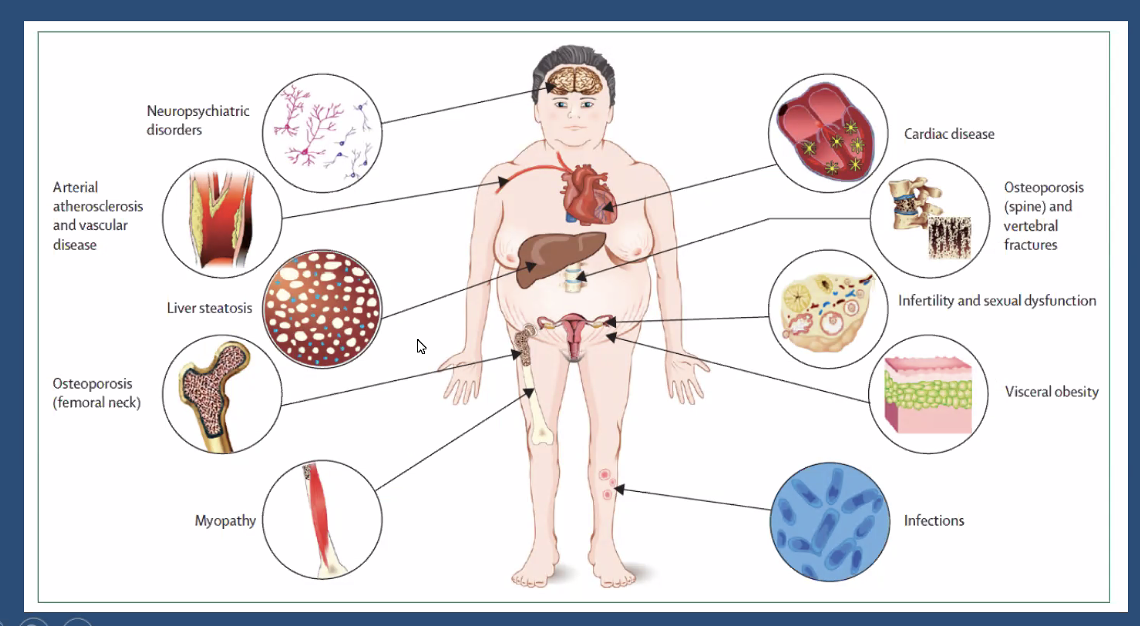 Neuropsychiatric
disorders
Arterial
atherosclerosis
and vascular
disease
Liver steatosis
Osteoporosis
(femoral neck)
Myopathy
Cardiac disease
Osteoporosis
(spine) and
vertebral
fractures
Infertility and sexual dysfunction
Visceral obesity
Infections